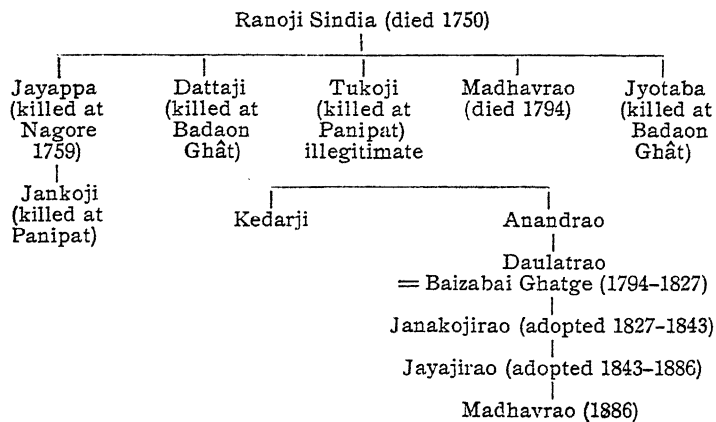 Ranoji Sindia (died 1750)
Jayappa
(killed at
Nagore
1759)
Dattaji
(killed at
Badaon
Ghât)
Tukoji
(killed at
Panipat)
illegitimate
Madhavrao
(died 1794)
Jyotaba
(killed at
Badaon
Ghât)
Jankoji
(killed at
Panipat)
Kedarji
Anandrao
Daulatrao
= Baizabai Ghatge (1794–1827)
Janakojirao (adopted 1827–1843)
Jayajirao (adopted 1843–1886)
Madhavrao (1886)